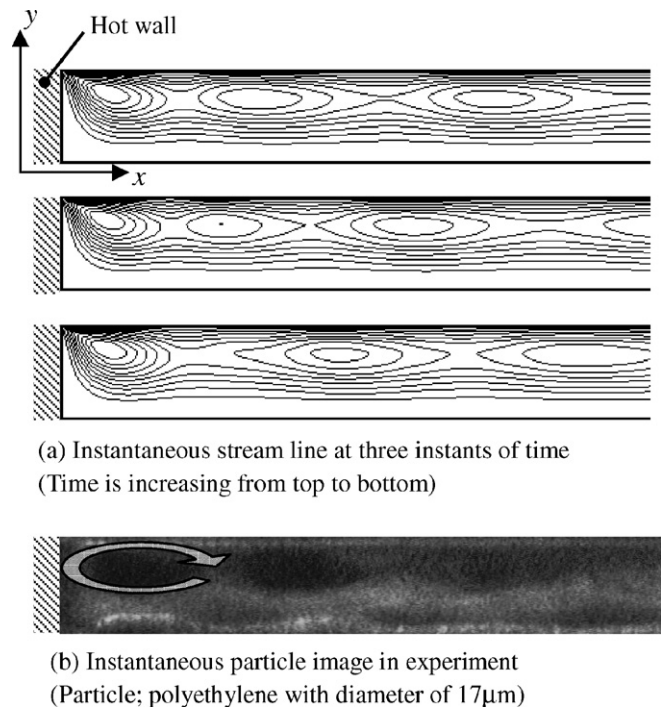 y
Hot wall
x
(a) Instantaneous stream line at three instants of time
(Time is increasing from top to bottom)
(b) Instantaneous particle image in experiment
(Particle; polyethylene with diameter of 17μm)